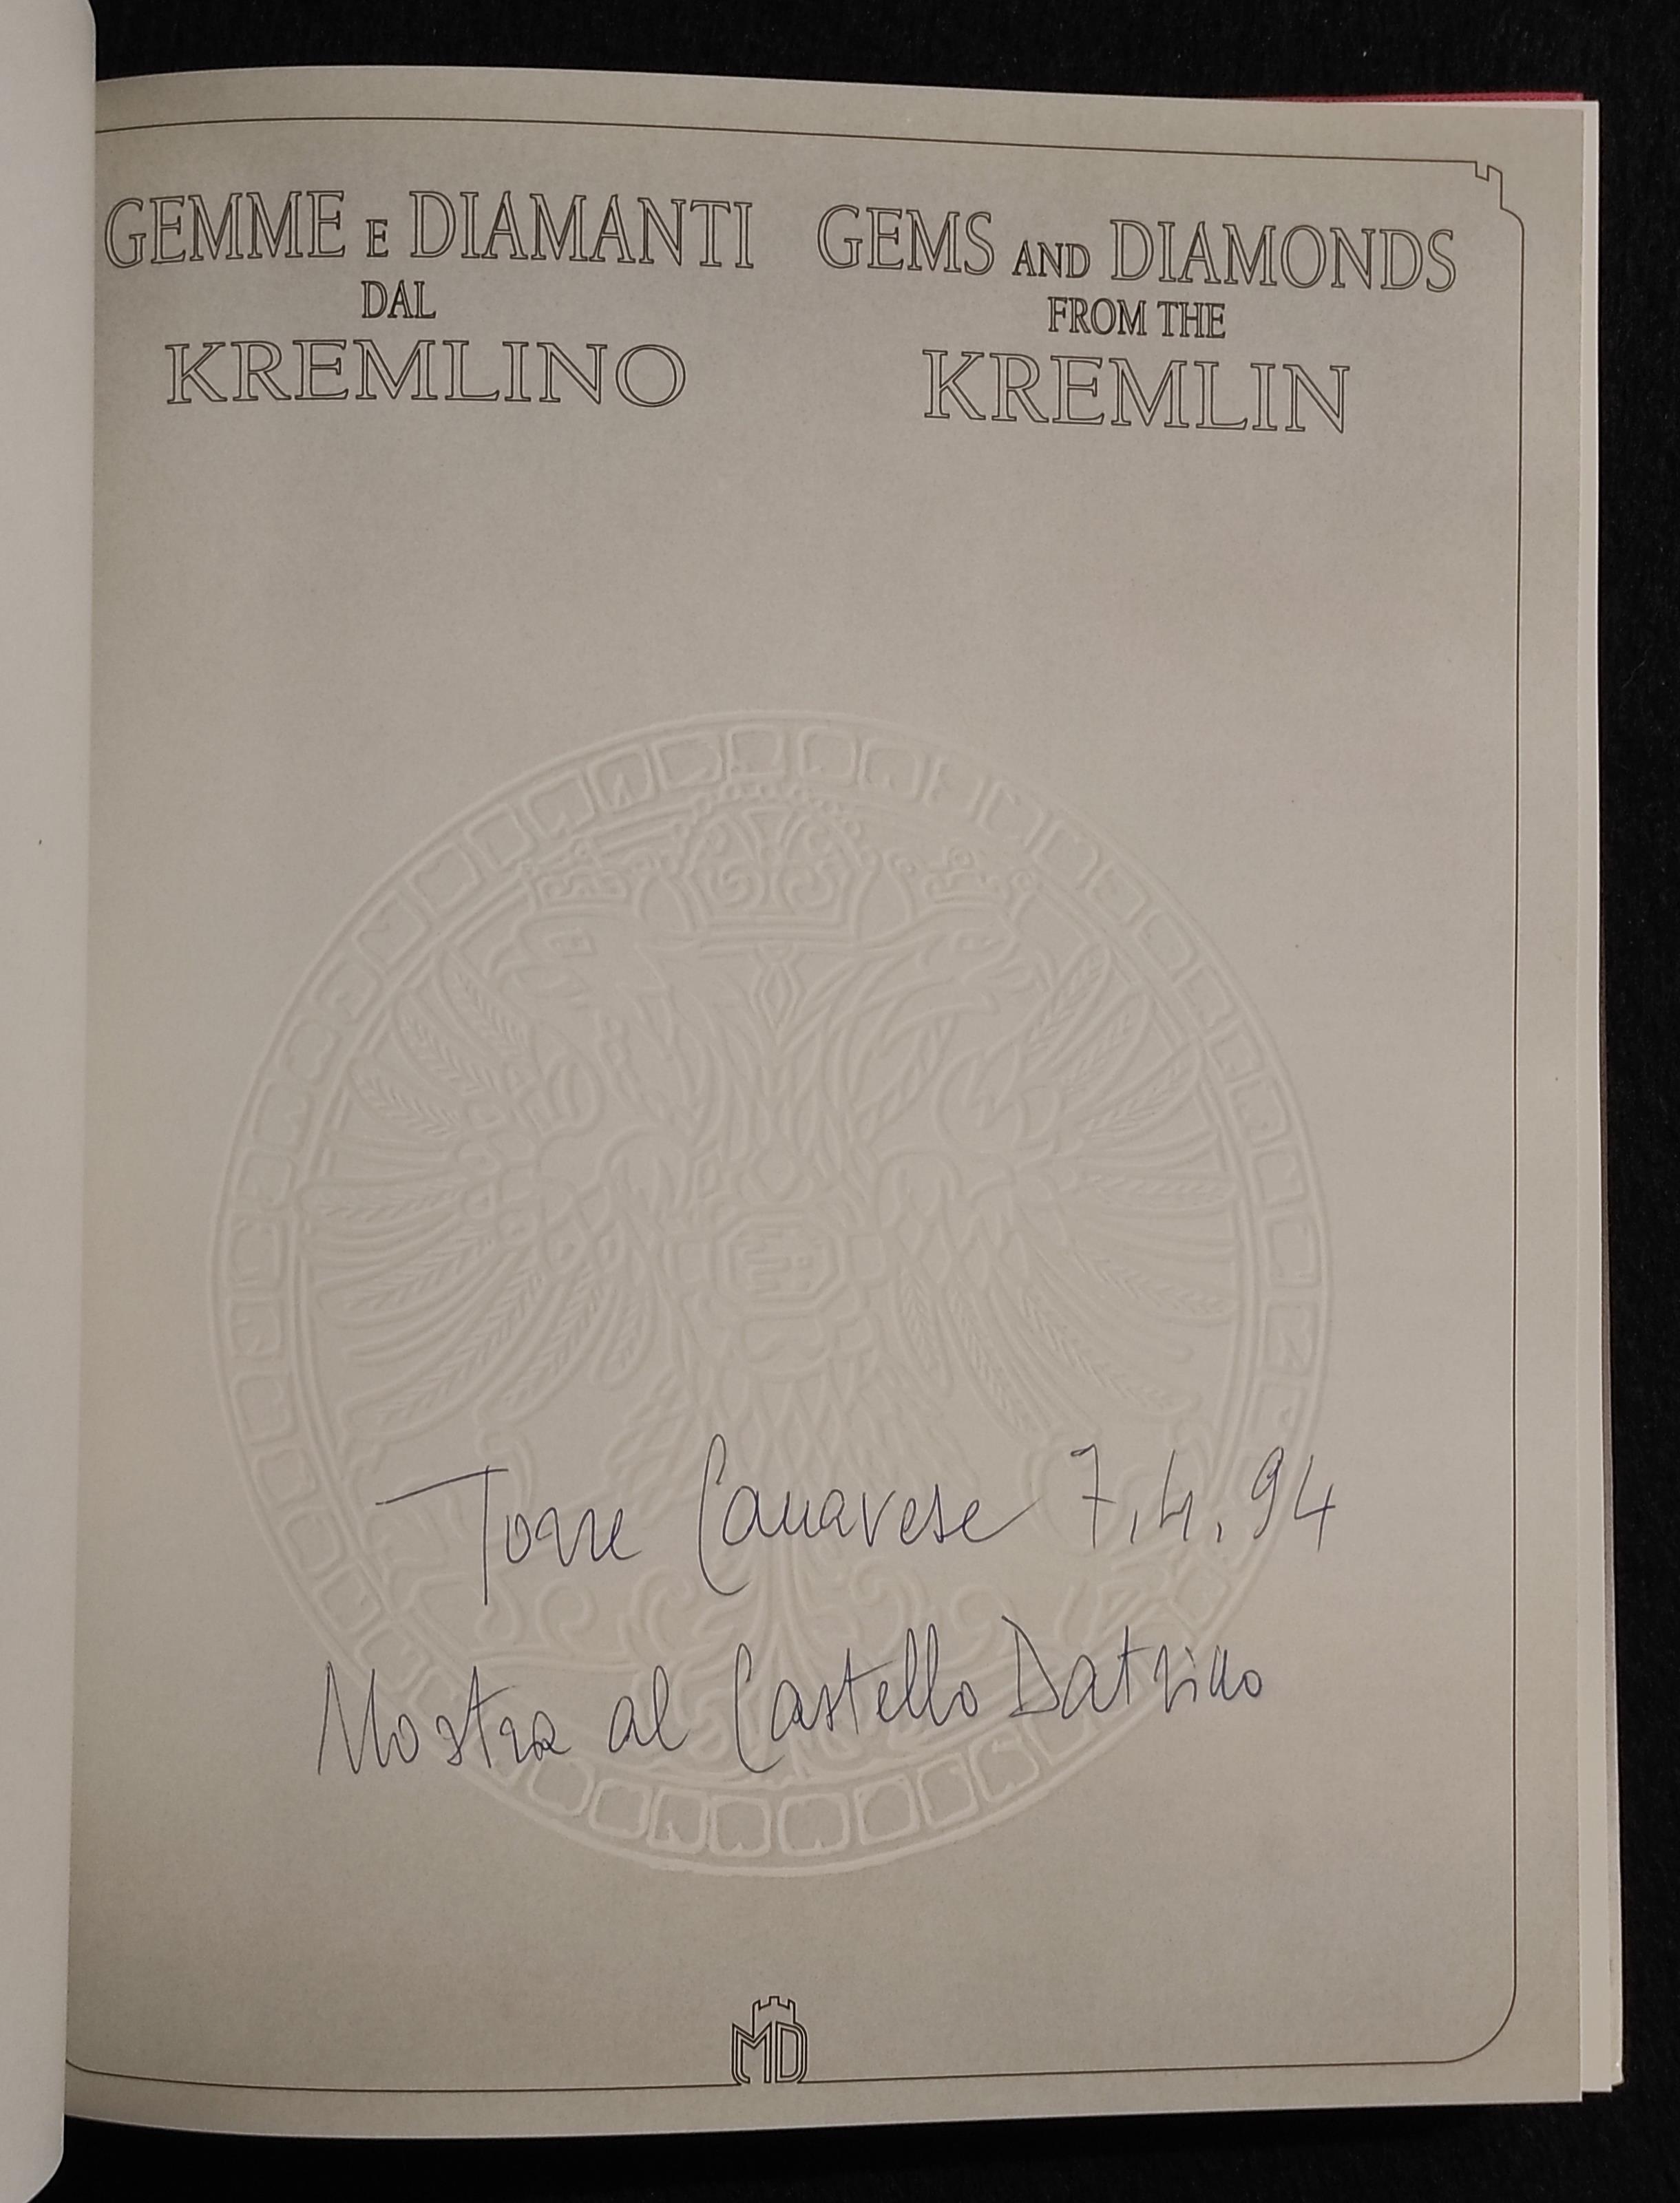 GEMME E DIAMANTI
DAL
KREMLINO
GEMS AND DIAMONDS
FROM THE
KREMLIN
Torre Canavese 7.4.94
Mostra al Castello Datrino
MD